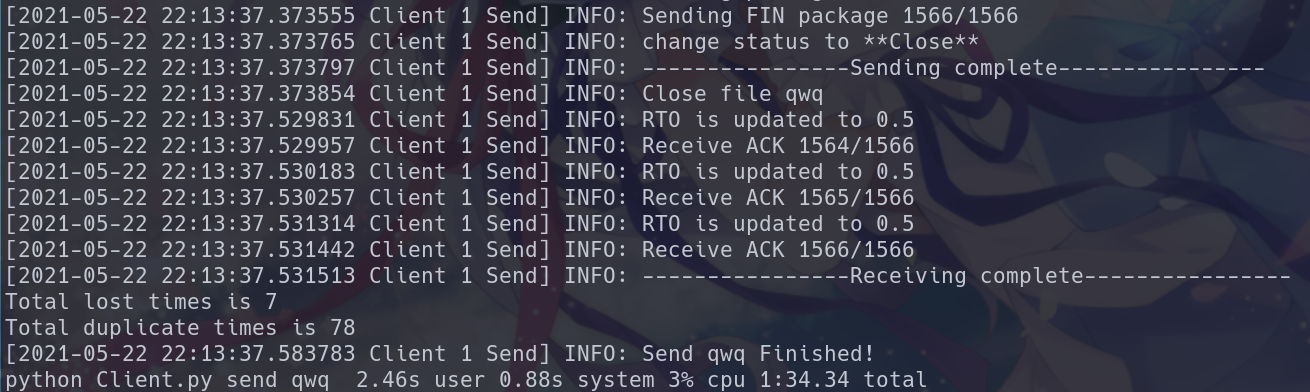 [2021-05-22 22:13:37.373555 Client 1 Send] INFO: Sending FIN package 1566/1566
[2021-05-22 22:13:37.373765 Client 1 Send] INFO: change status to **Close**
[2021-05-22 22:13:37.373797 Client 1 Send] INFO: ----------------Sending complete----------------
[2021-05-22 22:13:37.373854 Client 1 Send] INFO: Close file qwq
[2021-05-22 22:13:37.529831 Client 1 Send] INFO: RTO is updated to 0.5
[2021-05-22 22:13:37.529957 Client 1 Send] INFO: Receive ACK 1564/1566
[2021-05-22 22:13:37.530183 Client 1 Send] INFO: RTO is updated to 0.5
[2021-05-22 22:13:37.530257 Client 1 Send] INFO: Receive ACK 1565/1566
[2021-05-22 22:13:37.531314 Client 1 Send] INFO: RTO is updated to 0.5
[2021-05-22 22:13:37.531442 Client 1 Send] INFO: Receive ACK 1566/1566
[2021-05-22 22:13:37.531513 Client 1 Send] INFO: ----------------Receiving complete----------------
Total lost times is 7
Total duplicate times is 78
[2021-05-22 22:13:37.583783 Client 1 Send] INFO: Send qwq Finished!
python Client.py send qwq  2.46s user 0.88s system 3% cpu 1:34.34 total